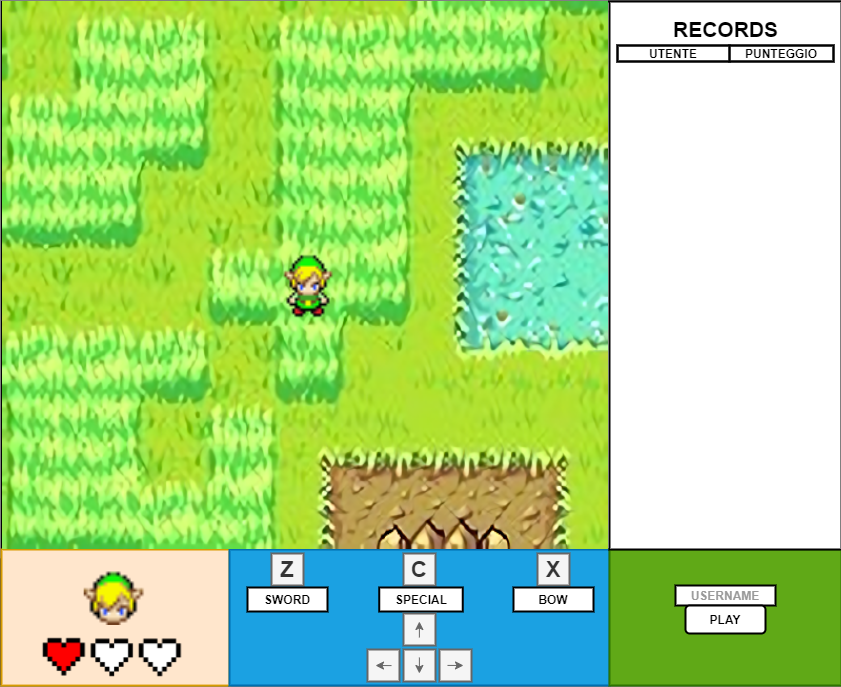 RECORDS
UTENTE PUNTEGGIO
Z C X
SWORD SPECIAL BOW
↑
← ↓ →
USERNAME
PLAY